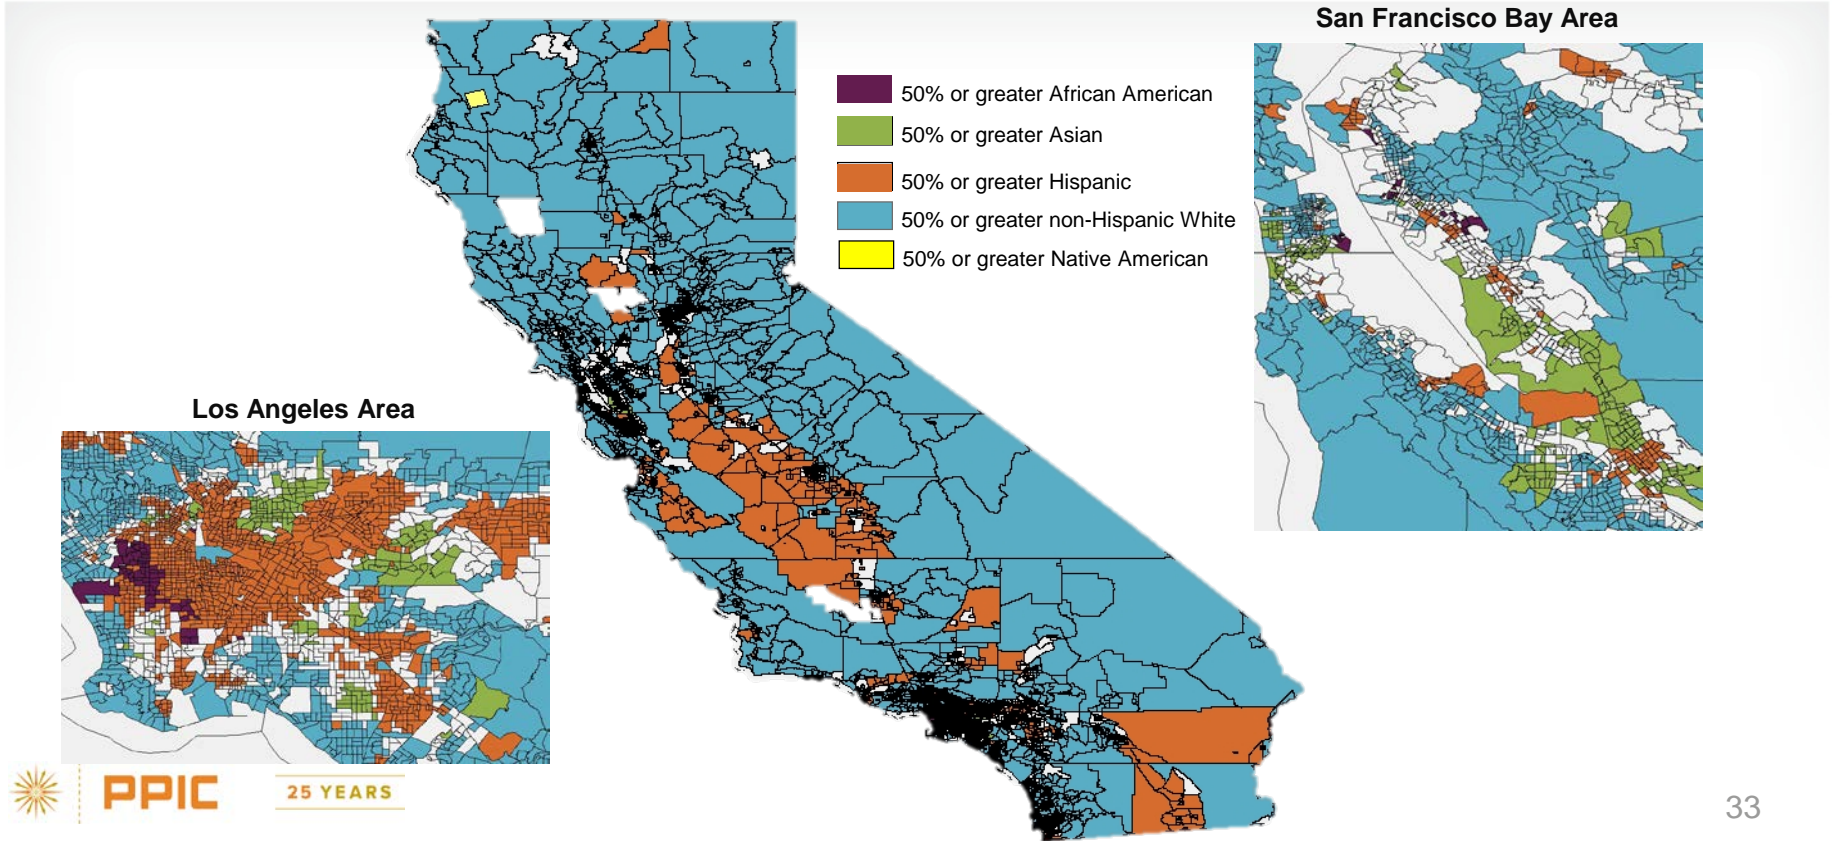 San Francisco Bay Area
50% or greater African American
50% or greater Asian
50% or greater Hispanic
50% or greater non-Hispanic White
50% or greater Native American
Los Angeles Area
PPIC
25 YEARS
33